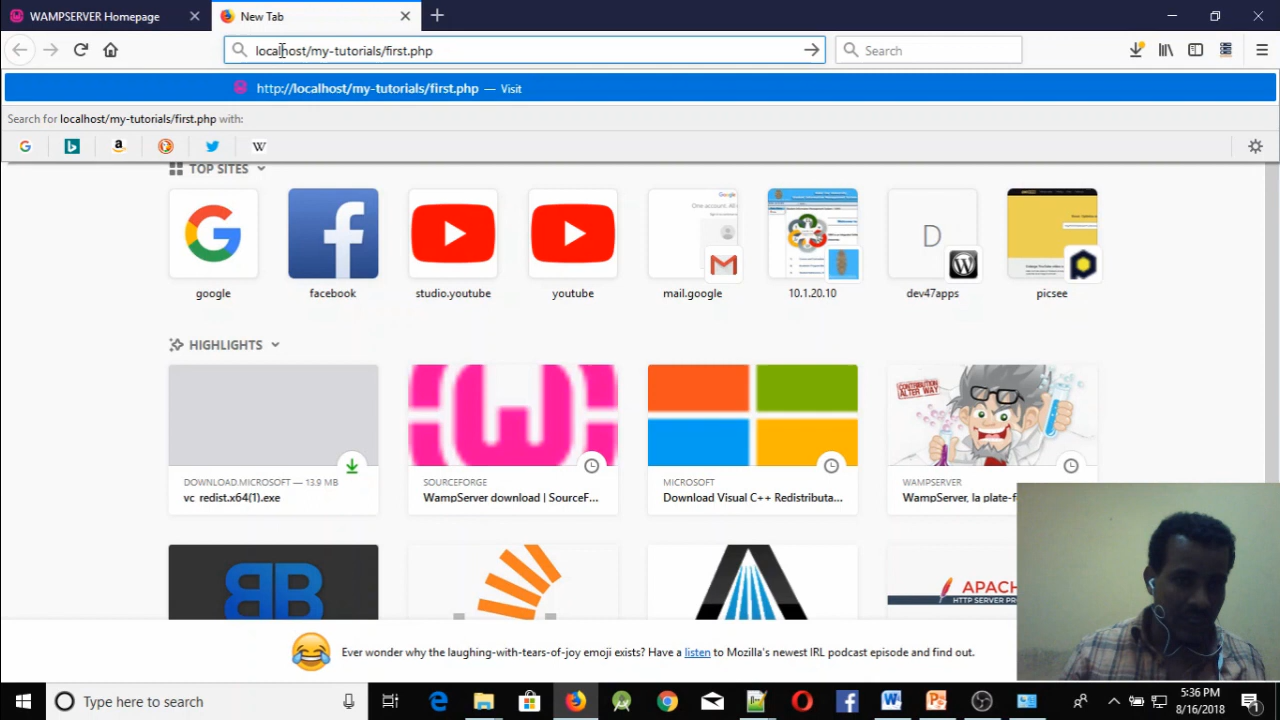 WAMPSERVER Homepage
New Tab
localhost/my-tutorials/first.php
Search
http://localhost/my-tutorials/first.php — Visit
Search for localhost/my-tutorials/first.php with:
TOP SITES
google
facebook
studio.youtube
youtube
mail.google
10.1.20.10
dev47apps
picsee
HIGHLIGHTS
DOWNLOAD.MICROSOFT — 13.9 MB
vc_redist.x64(1).exe
SOURCEFORGE
WampServer download | SourceF...
MICROSOFT
Download Visual C++ Redistributa...
CONTRIBUTION
ALTER WAY
WAMPSERVER
WampServer, la plate-f
APACH
HTTP SERVER PRO
Ever wonder why the laughing-with-tears-of-joy emoji exists? Have a listen to Mozilla's newest IRL podcast episode and find out.
Type here to search
5:36 PM
8/16/2018